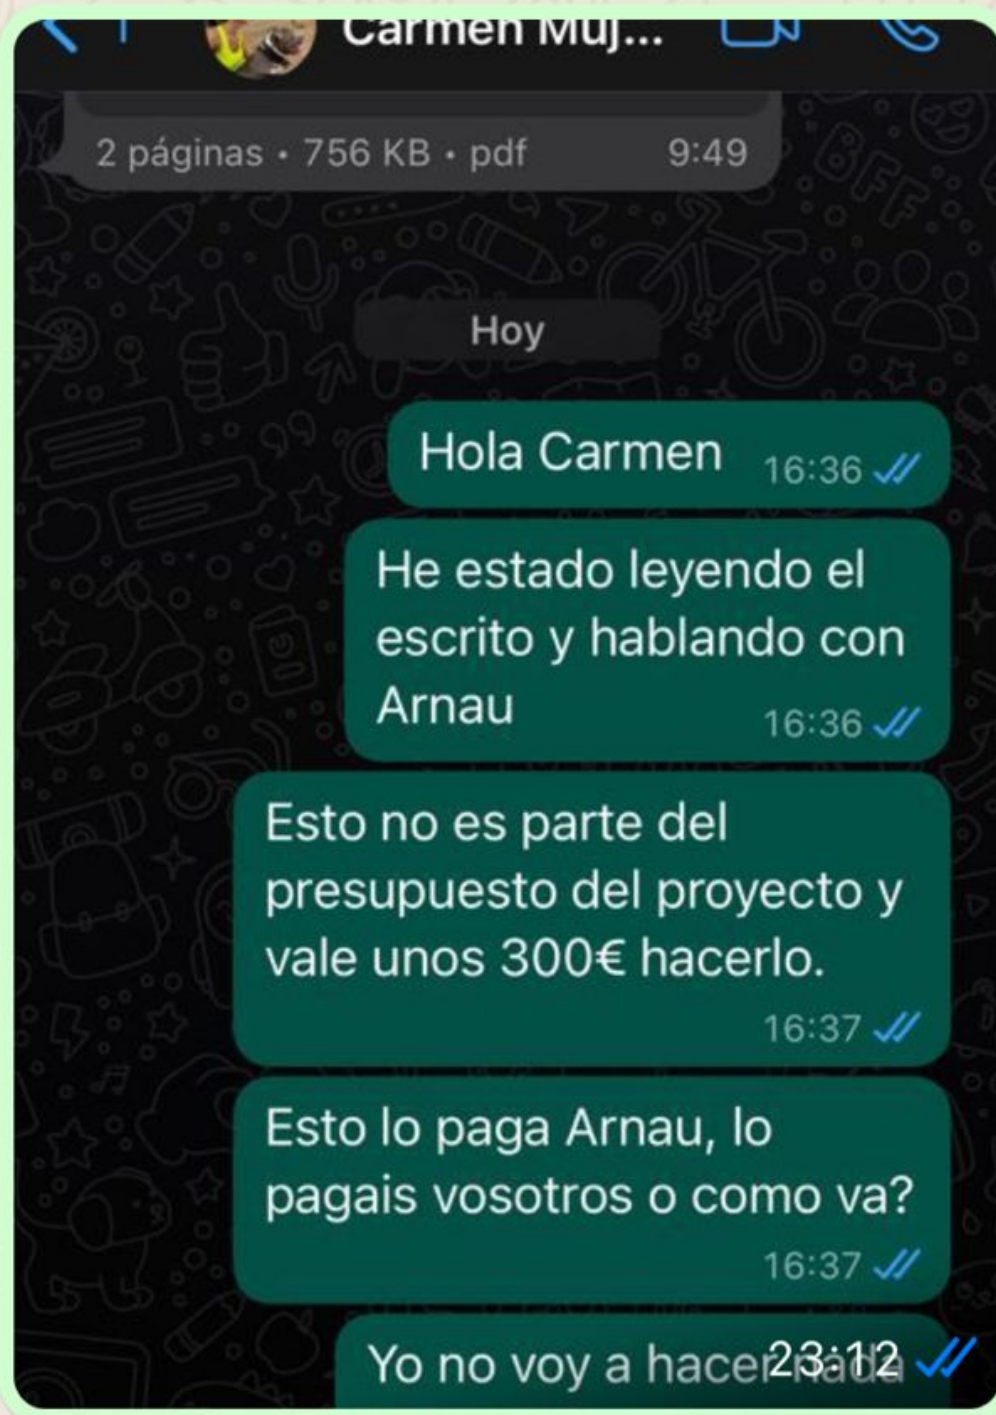 Carmen Muj...
2 páginas • 756 KB • pdf 9:49
Hoy
Hola Carmen 16:36
He estado leyendo el
escrito y hablando con
Arnau 16:36
Esto no es parte del
presupuesto del proyecto y
vale unos 300€ hacerlo.
16:37
Esto lo paga Arnau, lo
pagais vosotros o como va?
16:37
Yo no voy a hacer nada
23:12